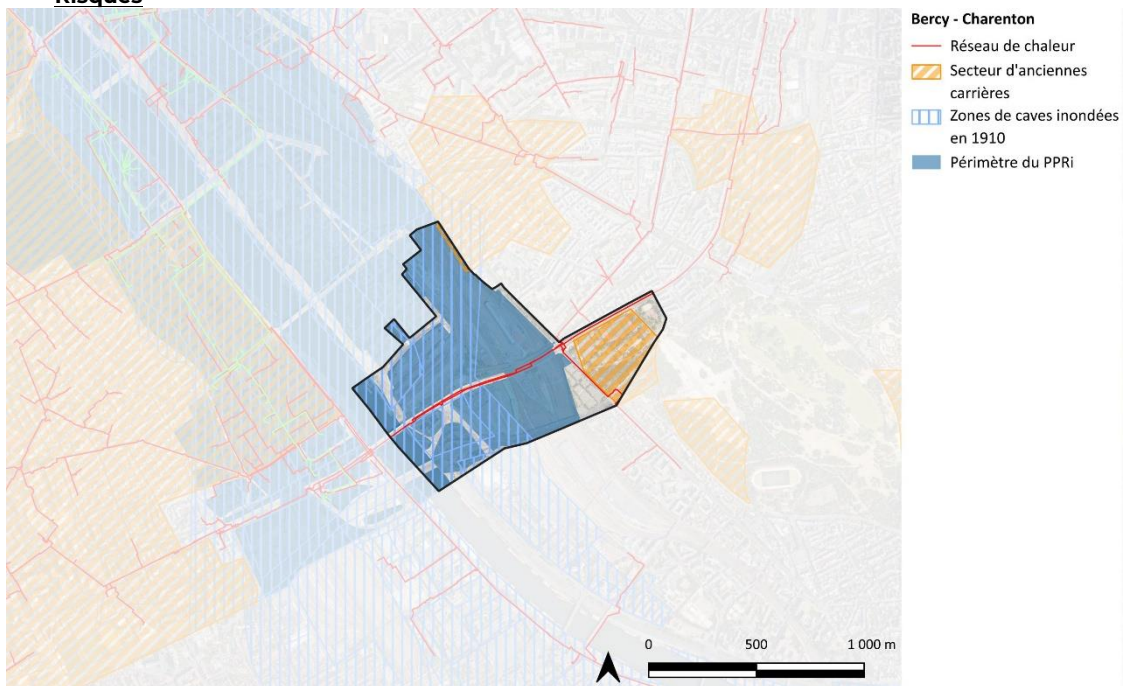 Risques
Bercy - Charenton
Réseau de chaleur
Secteur d'anciennes
carrières
Zones de caves inondées
en 1910
Périmètre du PPRi
0 500 1 000 m